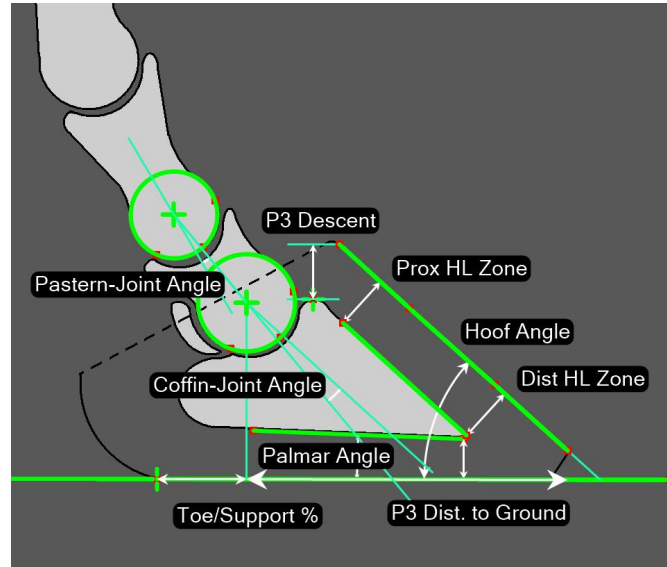 P3 Descent
Prox HL Zone
Pastern-Joint Angle
Hoof Angle
Coffin-Joint Angle
Dist HL Zone
Palmar Angle
Toe/Support %
P3 Dist. to Ground